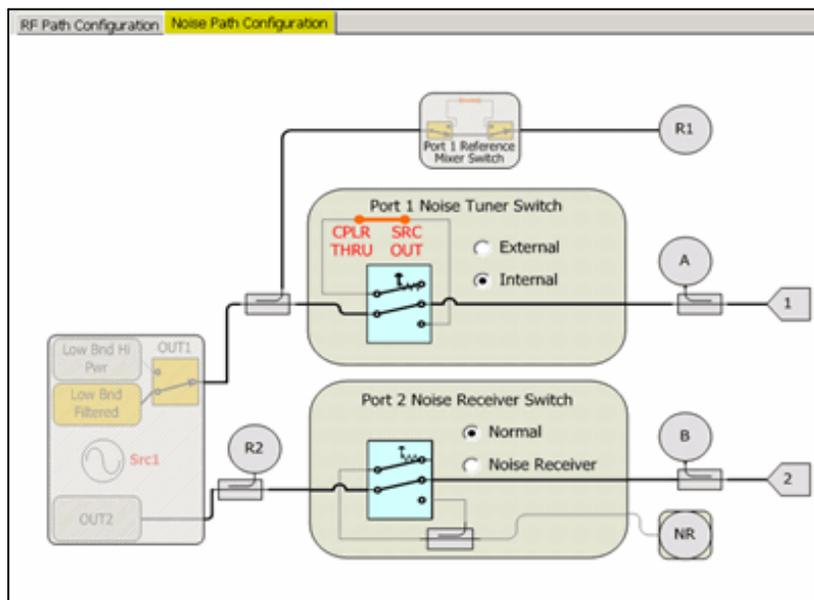 RF Path Configuration
Noise Path Configuration
Port 1 Reference
Mixer Switch
R1
Port 1 Noise Tuner Switch
CPLR
THRU
SRC
OUT
External
Internal
A
1
Low Bnd Hi
Pwr
OUT1
Low Bnd
Filtered
Src1
OUT2
R2
Port 2 Noise Receiver Switch
Normal
Noise Receiver
B
2
NR